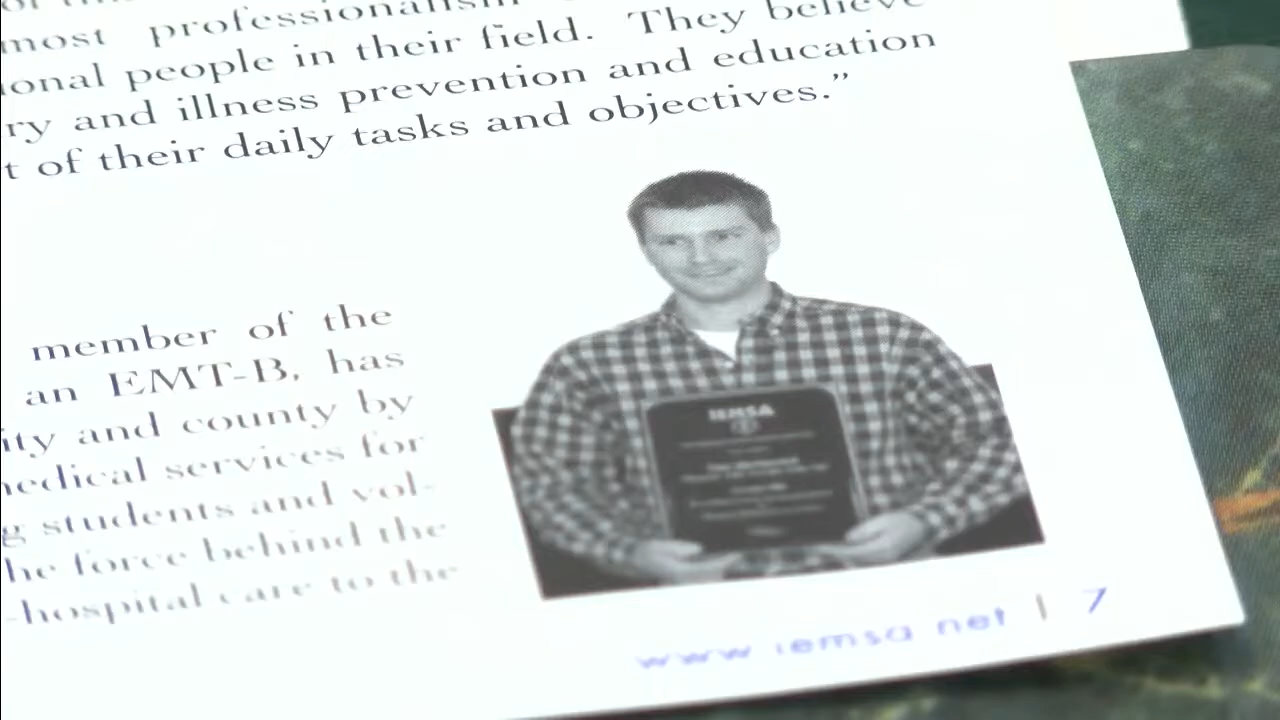 most professionalism
ional people in their field. They believe
ry and illness prevention and education
t of their daily tasks and objectives.”
member of the
an EMT-B, has
ity and county by
medical services for
g students and vol-
he force behind the
-hospital care to the
IEMSA
www.iemsa.net | 7